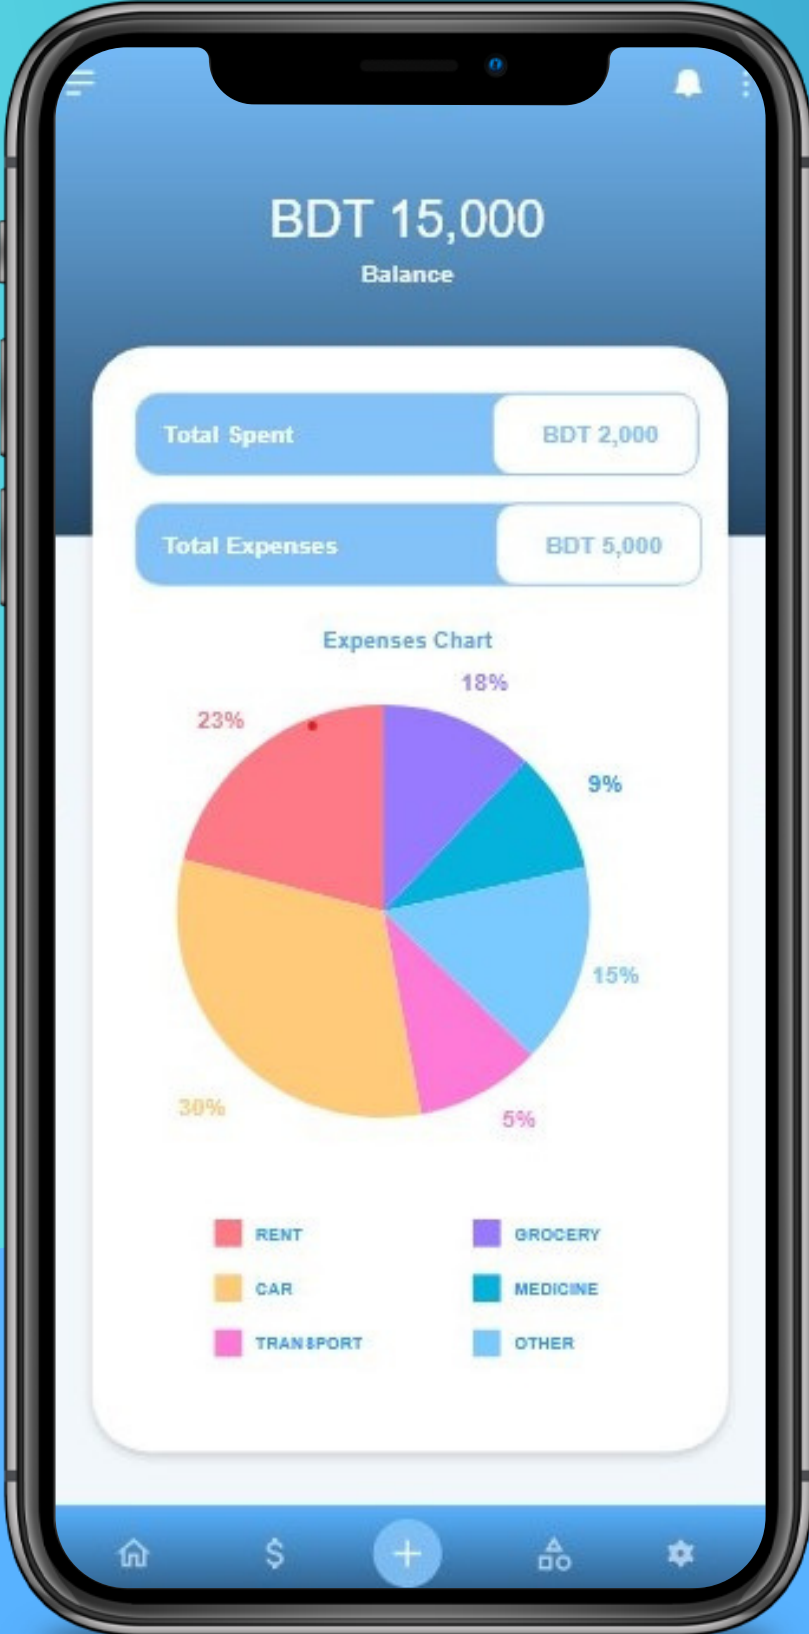 BDT 15,000
Balance
Total Spent BDT 2,000
Total Expenses BDT 5,000
Expenses Chart
18%
23%
9%
15%
30%
5%
RENT GROCERY
CAR MEDICINE
TRANSPORT OTHER
$